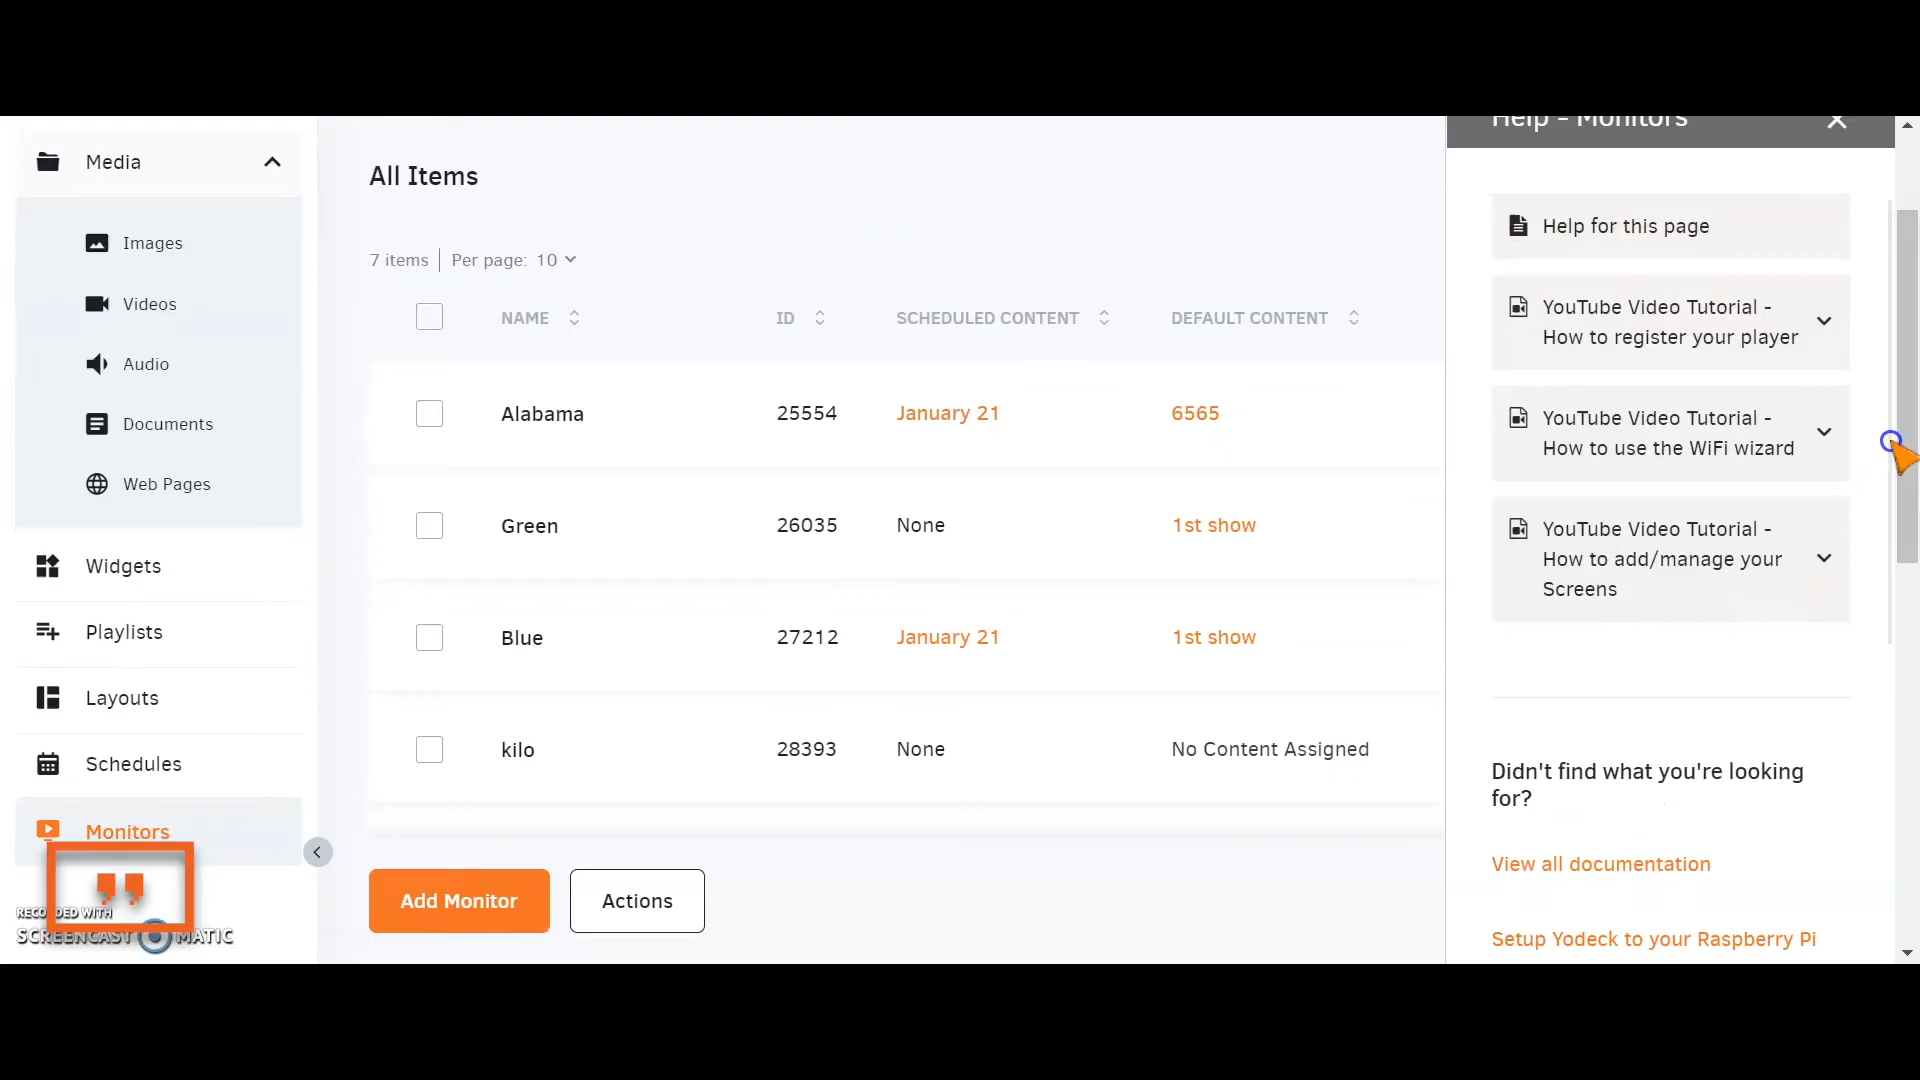 Media
Images
Videos
Audio
Documents
Web Pages
Widgets
Playlists
Layouts
Schedules
Monitors
RECORDED WITH
SCREENCAST MATIC
All Items
7 items Per page: 10
NAME ID SCHEDULED CONTENT DEFAULT CONTENT
Alabama 25554 January 21 6565
Green 26035 None 1st show
Blue 27212 January 21 1st show
kilo 28393 None No Content Assigned
Add Monitor Actions
Help - Monitors
Help for this page
YouTube Video Tutorial -
How to register your player
YouTube Video Tutorial -
How to use the WiFi wizard
YouTube Video Tutorial -
How to add/manage your
Screens
Didn't find what you're looking
for?
View all documentation
Setup Yodeck to your Raspberry Pi